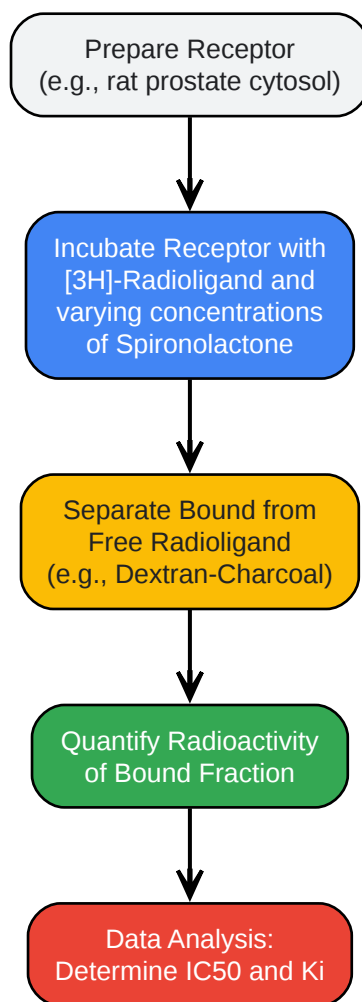 Prepare Receptor
(e.g., rat prostate cytosol)
Incubate Receptor with
[3H]-Radioligand and
varying concentrations
of Spironolactone
Separate Bound from
Free Radioligand
(e.g., Dextran-Charcoal)
Quantify Radioactivity
of Bound Fraction
Data Analysis:
Determine IC50 and Ki